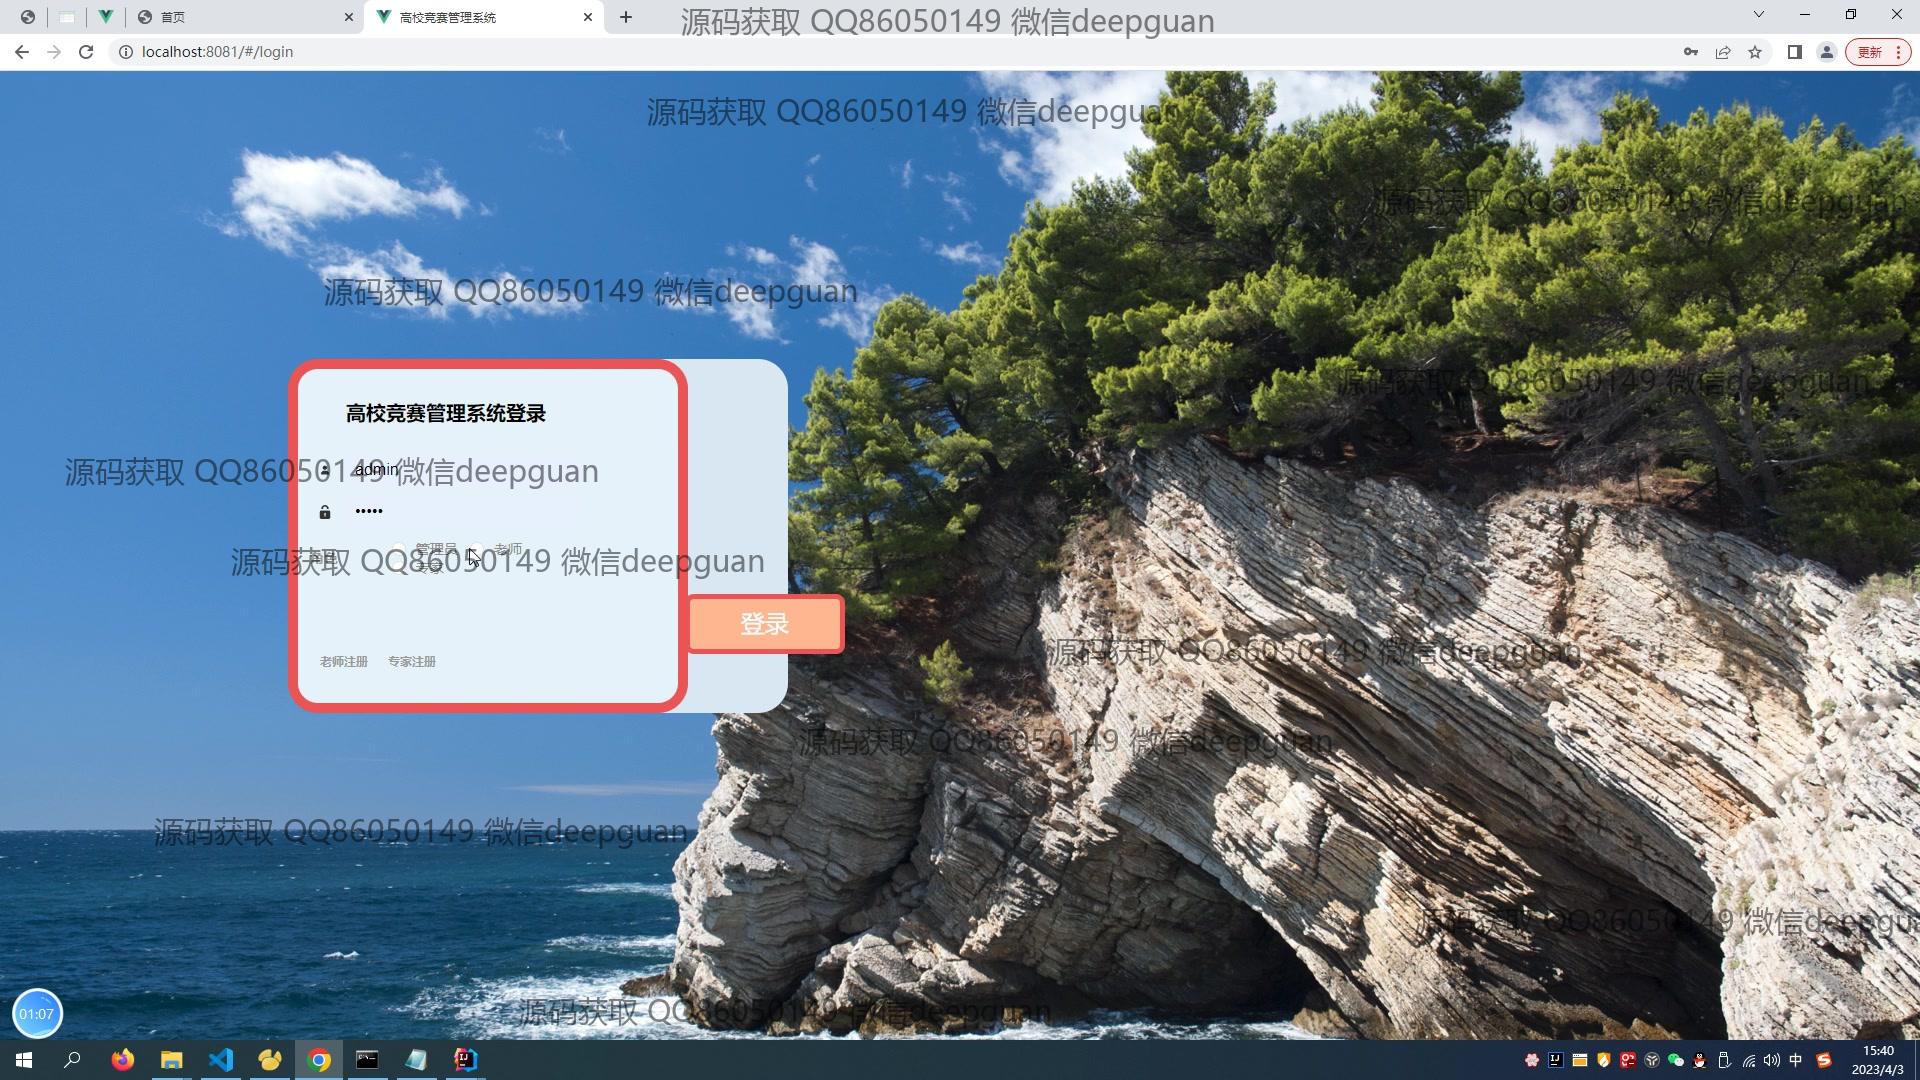 首页
高校竞赛管理系统
源码获取 QQ86050149 微信deepguan
localhost:8081/#/login
更新
源码获取 QQ86050149 微信deepguan
源码获取 QQ86050149 微信deepguan
源码获取 QQ86050149 微信deepguan
源码获取 QQ86050149 微信deepguan
高校竞赛管理系统登录
admin
源码获取 QQ86050149 微信deepguan
•••••
管理员
老师
专家
源码获取 QQ86050149 微信deepguan
登录
源码获取 QQ86050149 微信deepguan
老师注册 专家注册
源码获取 QQ86050149 微信deepguan
源码获取 QQ86050149 微信deepguan
源码获取 QQ86050149 微信deepgu
源码获取 QQ86050149 微信deepguan
01:07
中
15:40
2023/4/3